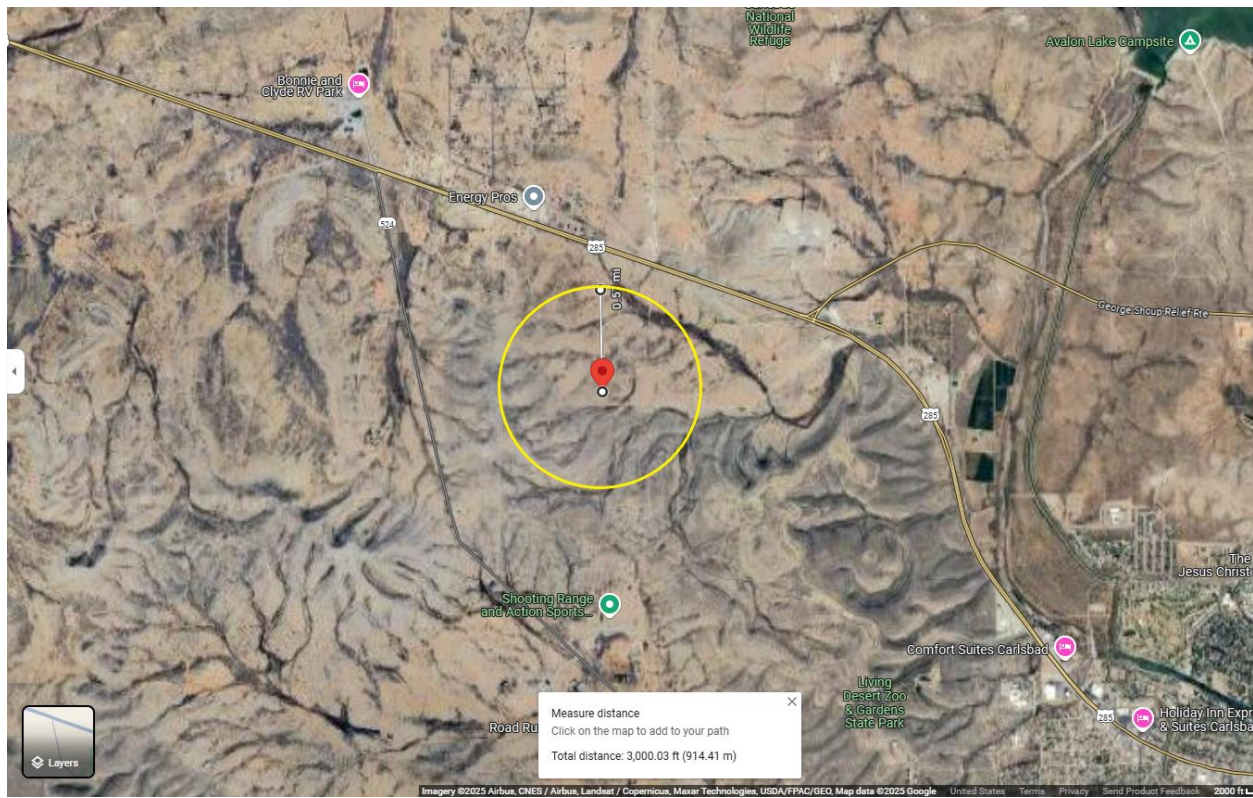 National
Wildlife
Refuge
Avalon Lake Campsite
Bonnie and
Clyde RV Park
Energy Pros
524
285
0.57 mi
George Shoup Relief Rte
285
Shooting Range
and Action Sports...
The
Jesus Christ
Comfort Suites Carlsbad
Living
Desert Zoo
& Gardens
State Park
Road Ru
285
Holiday Inn Expr
& Suites Carlsba
Measure distance
Click on the map to add to your path
Total distance: 3,000.03 ft (914.41 m)
Layers
Imagery ©2025 Airbus, CNES / Airbus, Landsat / Copernicus, Maxar Technologies, USDA/FPAC/GEO, Map data ©2025 Google United States Terms Privacy Send Product Feedback 2000 ft